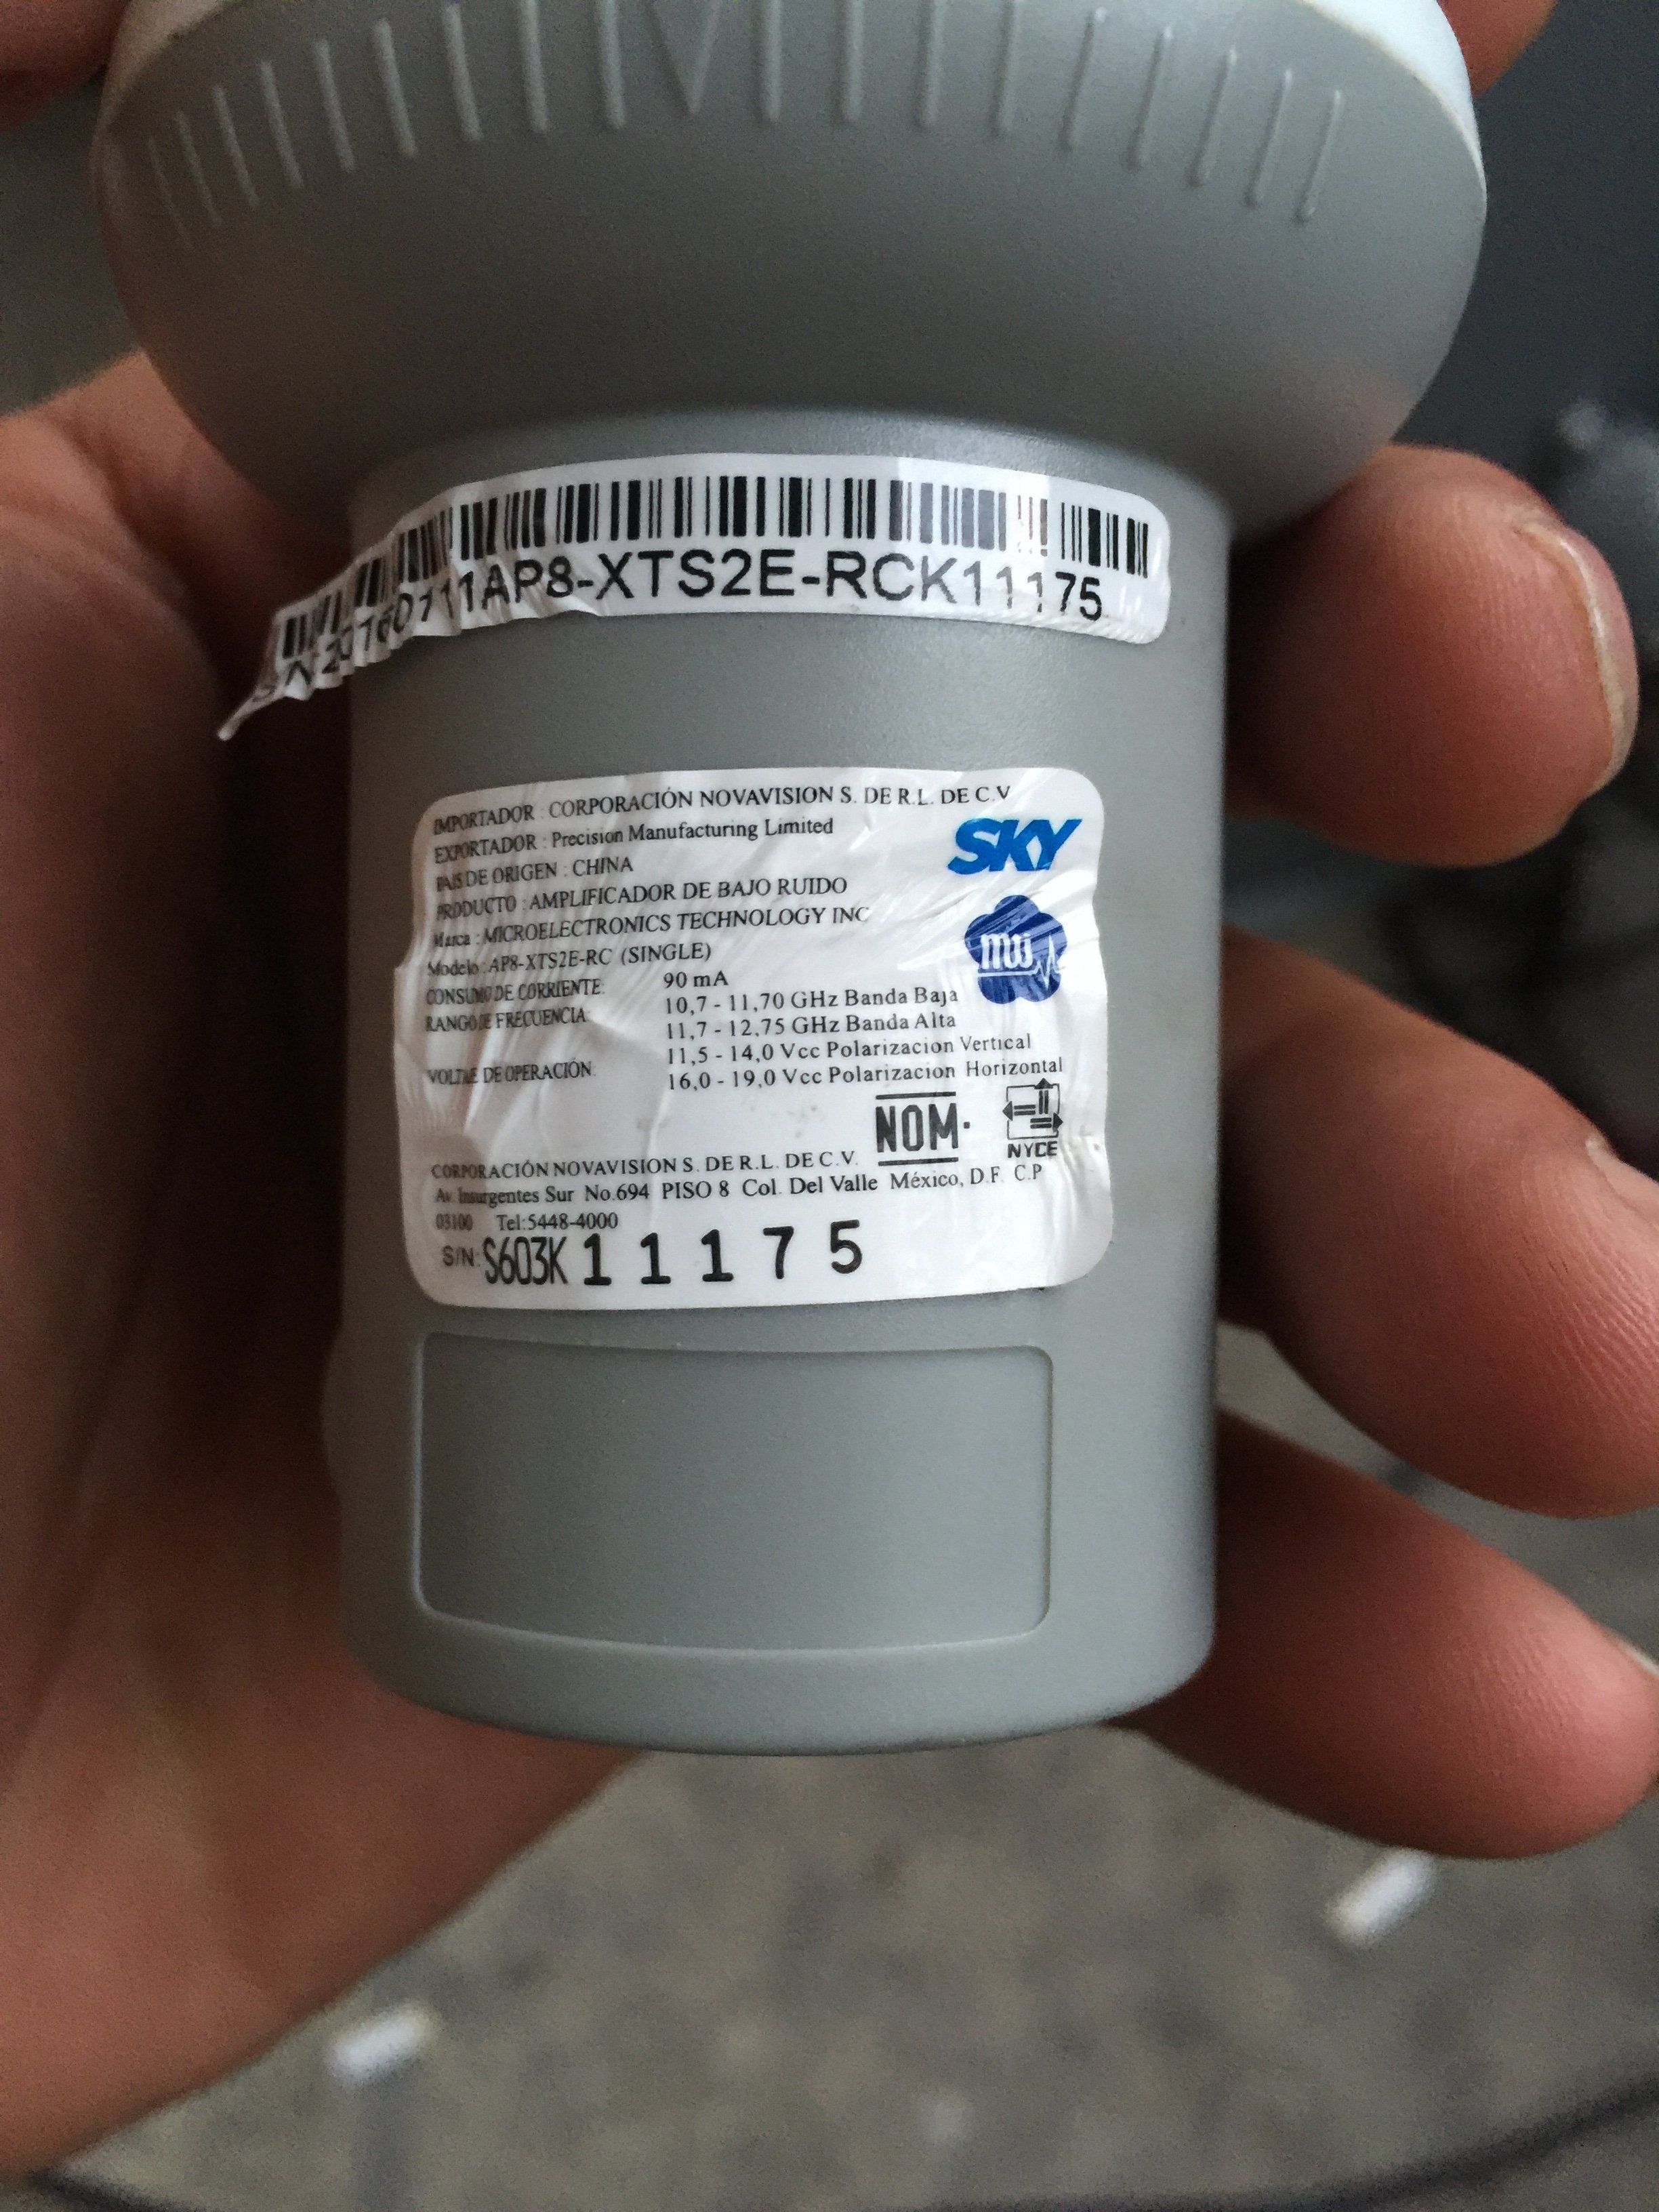 1AP8-XTS2E-RCK11175
IMPORTADOR : CORPORACIÓN NOVAVISION S. DE R.L. DE C.V
EXPORTADOR : Precision Manufacturing Limited
PAIS DE ORIGEN : CHINA
PRODUCTO : AMPLIFICADOR DE BAJO RUIDO
Marca : MICROELECTRONICS TECHNOLOGY INC
Modelo : AP8-XTS2E-RC (SINGLE)
CONSUMO DE CORRIENTE: 90 mA
RANGO DE FRECUENCIA: 10,7 - 11,70 GHz Banda Baja
11,7 - 12,75 GHz Banda Alta
11,5 - 14,0 Vcc Polarizacion Vertical
VOLTAJE DE OPERACIÓN: 16,0 - 19,0 Vcc Polarizacion Horizontal
SKY
mti
NOM
NYCE
CORPORACIÓN NOVAVISION S. DE R.L. DE C.V.
Av. Insurgentes Sur No.694 PISO 8 Col. Del Valle México, D.F. C.P
03100 Tel:5448-4000
S/N: S603K 1 1 1 7 5